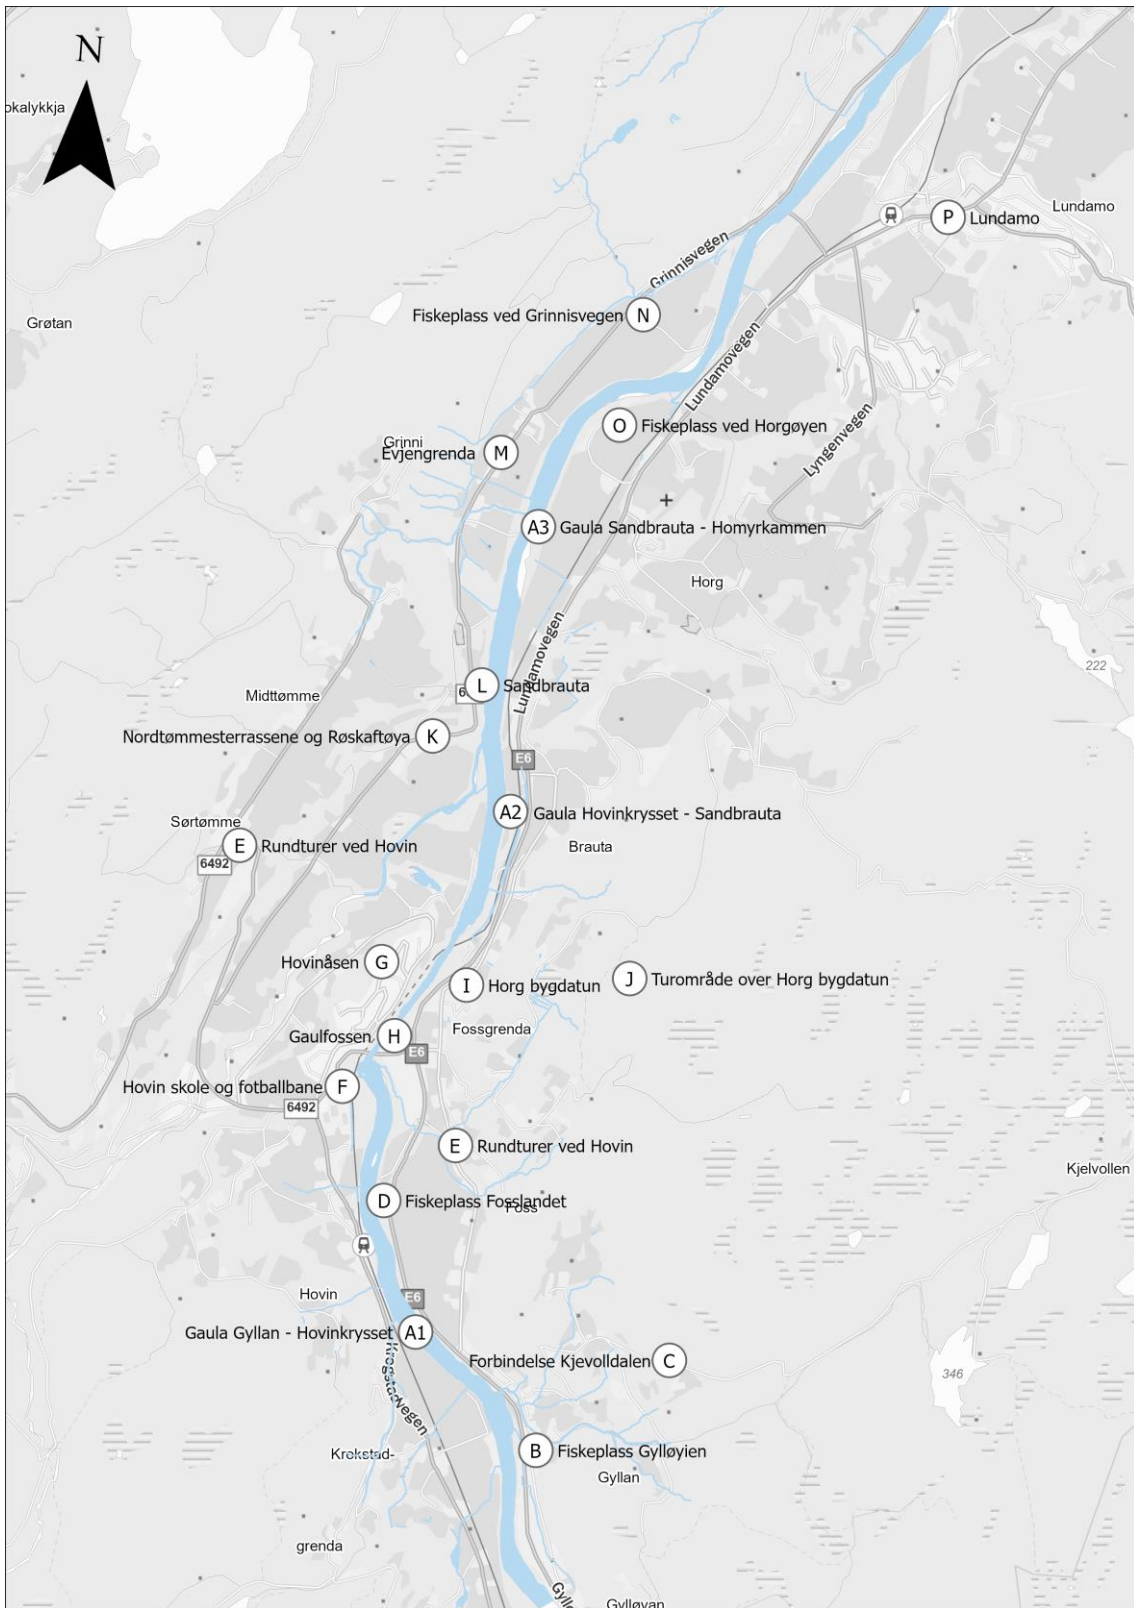 N
okalykkja
P Lundamo
Lundamo
Grinnisvegen
Fiskeplass ved Grinnisvegen N
Grøtan
Lundamovegen
O Fiskeplass ved Horgøyen
Lyngenvegen
Grinni
Evjengrenda M
A3 Gaula Sandbrauta - Homyrkammen
Horg
Lundamovegen
222
Midttømme
L Sandbrauta
Nordtømmesterrassene og Røskaftøya K
E6
A2 Gaula Hovinkrysset - Sandbrauta
Sørtømme
E Rundturer ved Hovin
Brauta
6492
Hovinåsen G
I Horg bygdatun
J Turområde over Horg bygdatun
Fossgrenda
Gaulfossen H
E6
Hovin skole og fotballbane F
6492
E Rundturer ved Hovin
Kjelvollen
D Fiskeplass Fosslandet
Foss
Hovin
E6
Gaula Gyllan - Hovinkrysset A1
Forbindelse Kjevolldalen C
346
Krogstadvegen
Krokstad-
B Fiskeplass Gylløyien
Gyllan
grenda
Gylløyan